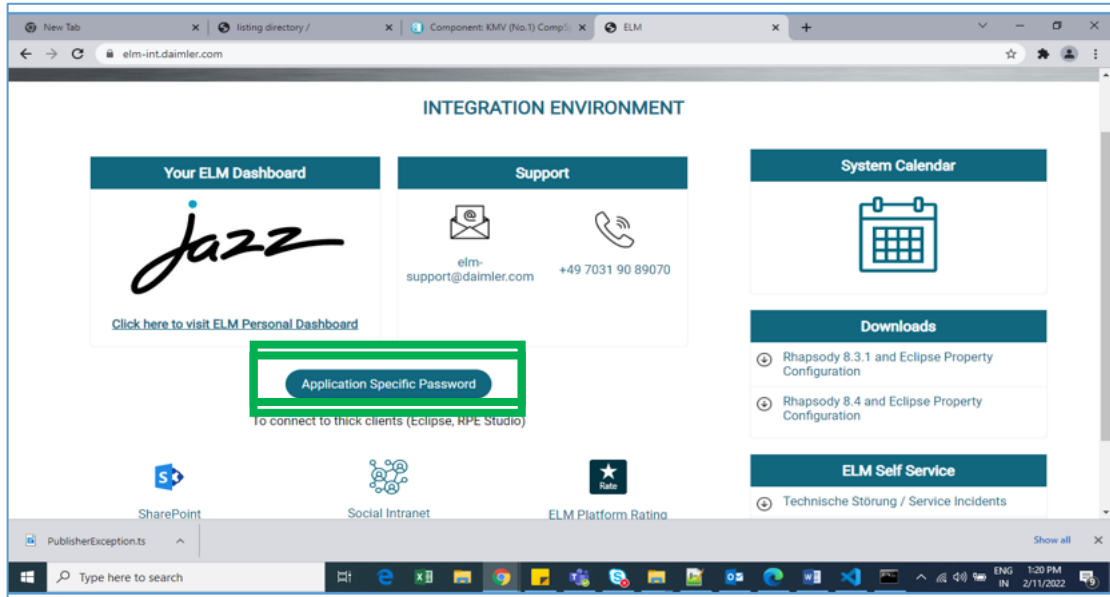 New Tab
listing directory /
Component: KMV (No.1) CompS
ELM
elm-int.daimler.com
INTEGRATION ENVIRONMENT
Your ELM Dashboard
jazz
Click here to visit ELM Personal Dashboard
Support
elm-
support@daimler.com
+49 7031 90 89070
System Calendar
Application Specific Password
To connect to thick clients (Eclipse, RPE Studio)
Downloads
Rhapsody 8.3.1 and Eclipse Property
Configuration
Rhapsody 8.4 and Eclipse Property
Configuration
SharePoint
Social Intranet
Rate
ELM Platform Rating
ELM Self Service
Technische Störung / Service Incidents
PublisherException.ts
Show all
Type here to search
ENG
IN
1:20 PM
2/11/2022